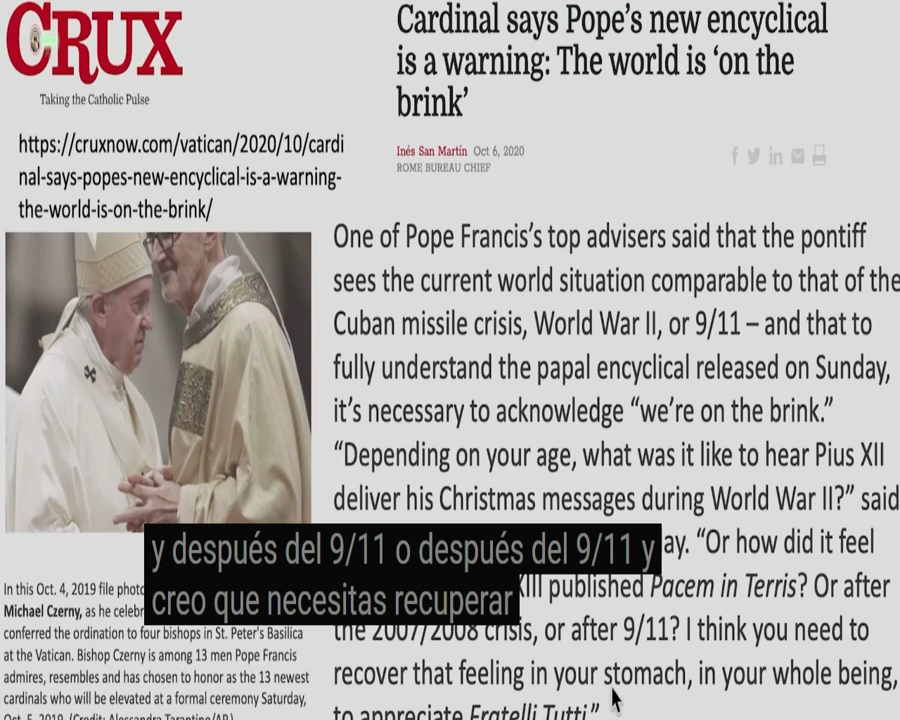 CRUX
Taking the Catholic Pulse
https://cruxnow.com/vatican/2020/10/cardi
nal-says-popes-new-encyclical-is-a-warning-
the-world-is-on-the-brink/
Cardinal says Pope’s new encyclical
is a warning: The world is ‘on the
brink’
Inés San Martín Oct 6, 2020
ROME BUREAU CHIEF
One of Pope Francis’s top advisers said that the pontiff
sees the current world situation comparable to that of the
Cuban missile crisis, World War II, or 9/11 – and that to
fully understand the papal encyclical released on Sunday,
it’s necessary to acknowledge “we’re on the brink.”
“Depending on your age, what was it like to hear Pius XII
deliver his Christmas messages during World War II?” said
ay. “Or how did it feel
XIII published Pacem in Terris? Or after
the 2007/2008 crisis, or after 9/11? I think you need to
recover that feeling in your stomach, in your whole being,
to appreciate Fratelli Tutti.”
y después del 9/11 o después del 9/11 y
creo que necesitas recuperar
In this Oct. 4, 2019 file photo
Michael Czerny, as he celebr
conferred the ordination to four bishops in St. Peter's Basilica
at the Vatican. Bishop Czerny is among 13 men Pope Francis
admires, resembles and has chosen to honor as the 13 newest
cardinals who will be elevated at a formal ceremony Saturday,
Oct. 5, 2019. (Credit: Alessandra Tarantino/AP.)